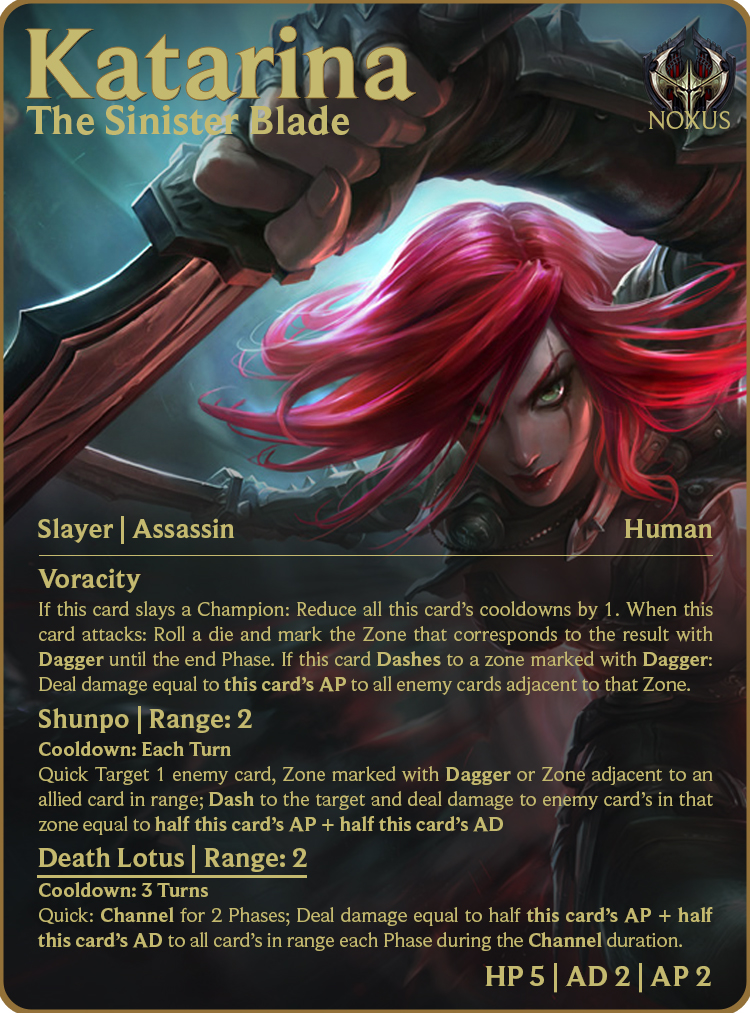 Katarina
The Sinister Blade
NOXUS
Slayer | Assassin
Human
Voracity
If this card slays a Champion: Reduce all this card's cooldowns by 1. When this
card attacks: Roll a die and mark the Zone that corresponds to the result with
Dagger until the end Phase. If this card Dashes to a zone marked with Dagger:
Deal damage equal to this card's AP to all enemy cards adjacent to that Zone.
Shunpo | Range: 2
Cooldown: Each Turn
Quick Target 1 enemy card, Zone marked with Dagger or Zone adjacent to an
allied card in range; Dash to the target and deal damage to enemy card's in that
zone equal to half this card's AP + half this card's AD
Death Lotus | Range: 2
Cooldown: 3 Turns
Quick: Channel for 2 Phases; Deal damage equal to half this card's AP + half
this card's AD to all card's in range each Phase during the Channel duration.
HP 5 | AD 2 | AP 2